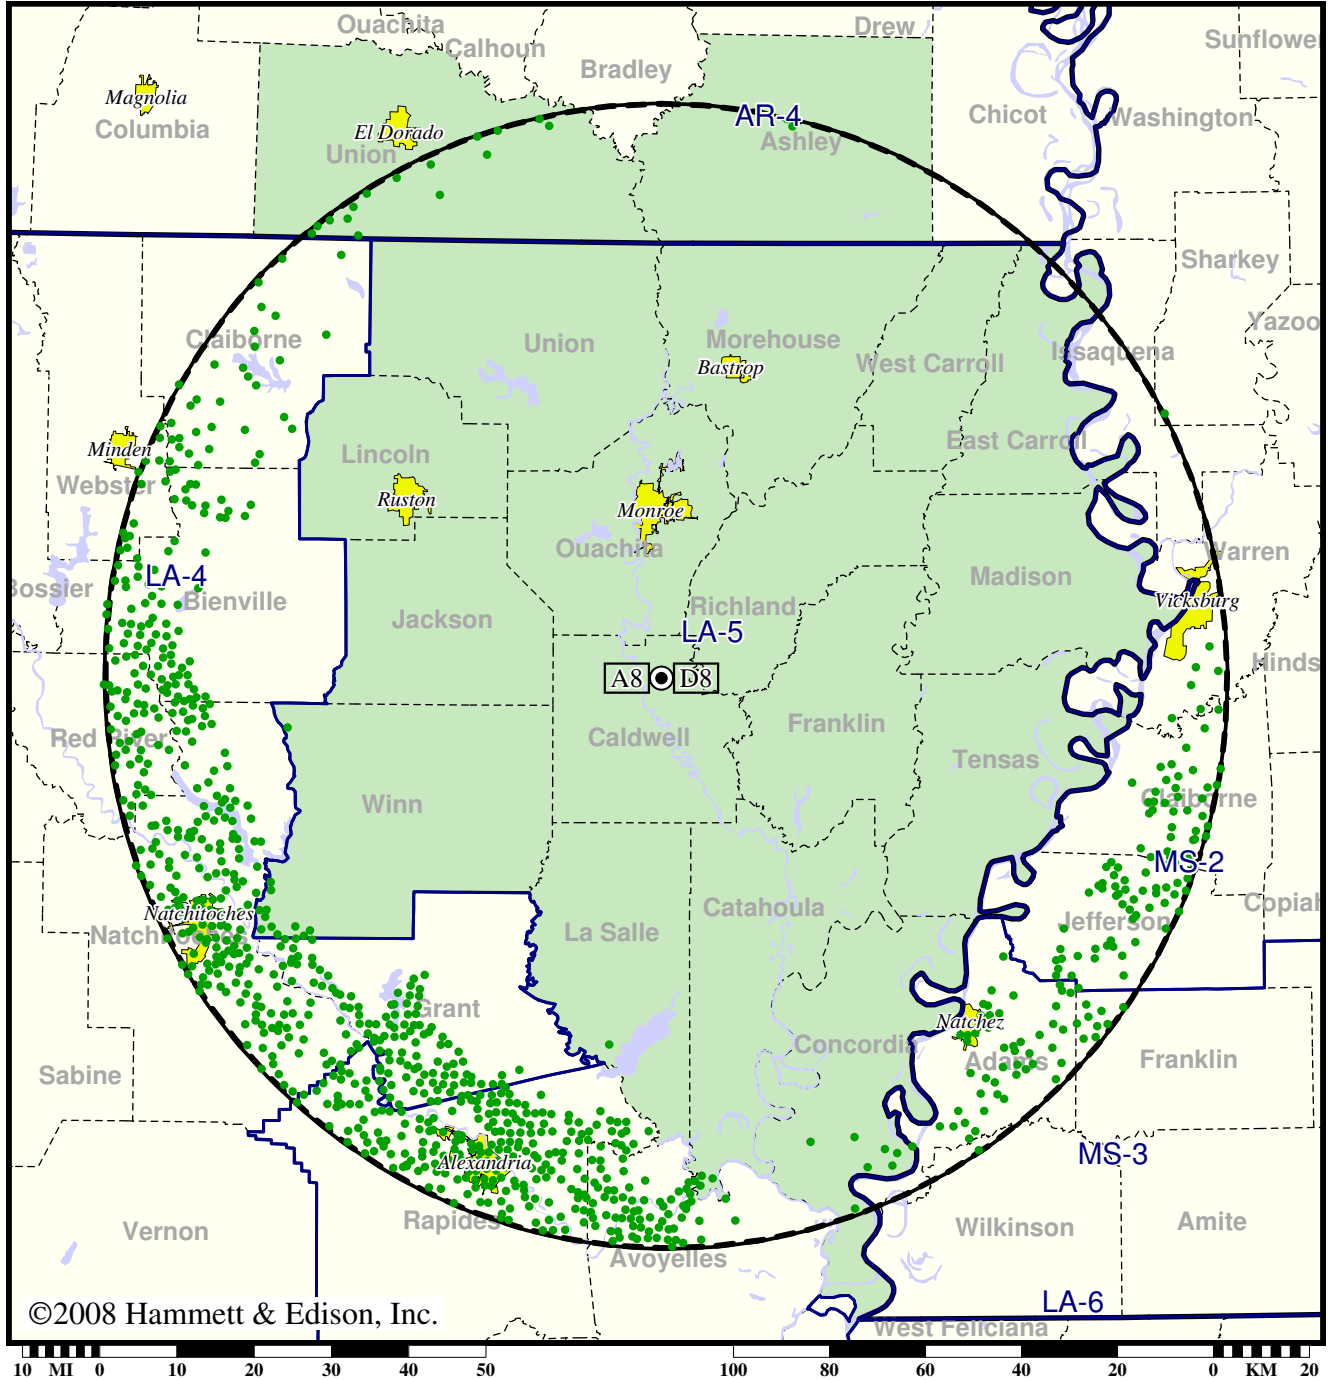 Ouachita
Drew
Calhoun
Sunflower
Bradley
Magnolia
Columbia
El Dorado
Union
AR-4
Ashley
Chicot
Washington
Sharkey
Yazoo
Claiborne
Union
Morehouse
Bastrop
West Carroll
Issaquena
Minden
Webster
Lincoln
Ruston
East Carroll
Monroe
Ouachita
Warren
Bossier
LA-4
Bienville
Jackson
Richland
LA-5
Madison
Vicksburg
Hinds
A8 D8
Red River
Winn
Caldwell
Franklin
Tensas
Claiborne
MS-2
Natchitoches
Natchitoches
La Salle
Catahoula
Jefferson
Copiah
Grant
Natchez
Concordia
Adams
Franklin
Sabine
Alexandria
MS-3
Vernon
Rapides
Avoyelles
Wilkinson
Amite
LA-6
West Feliciana
©2008 Hammett & Edison, Inc.
10 MI 0 10 20 30 40 50 100 80 60 40 20 0 KM 20